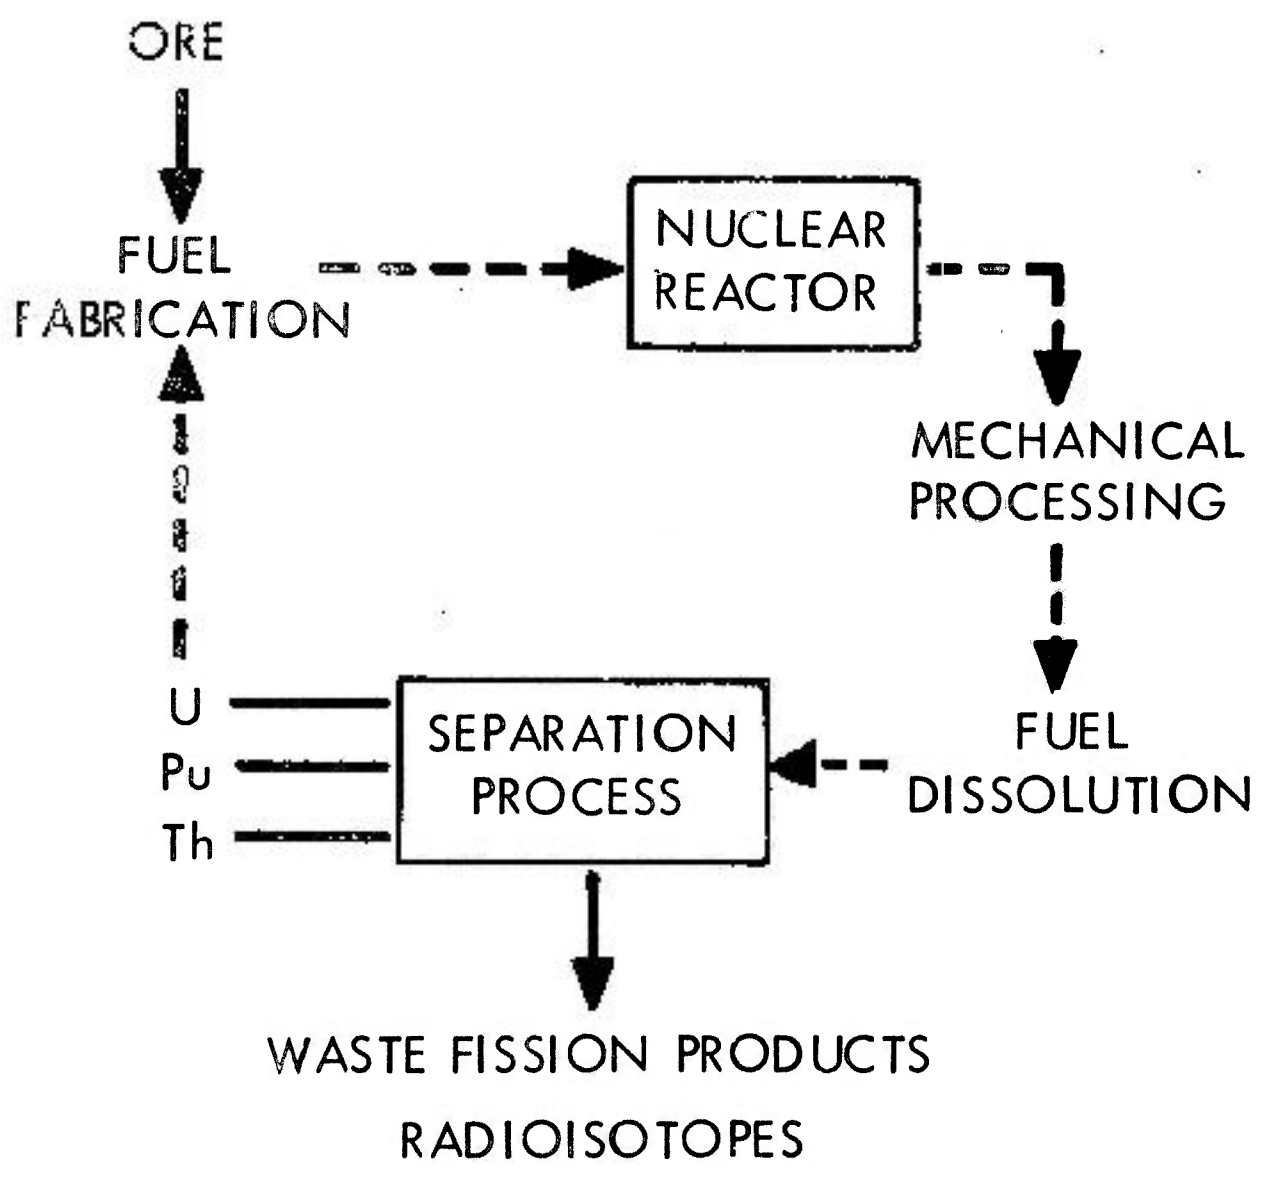 ORE
FUEL
FABRICATION
NUCLEAR
REACTOR
MECHANICAL
PROCESSING
FUEL
DISSOLUTION
SEPARATION
PROCESS
U
Pu
Th
WASTE FISSION PRODUCTS
RADIOISOTOPES